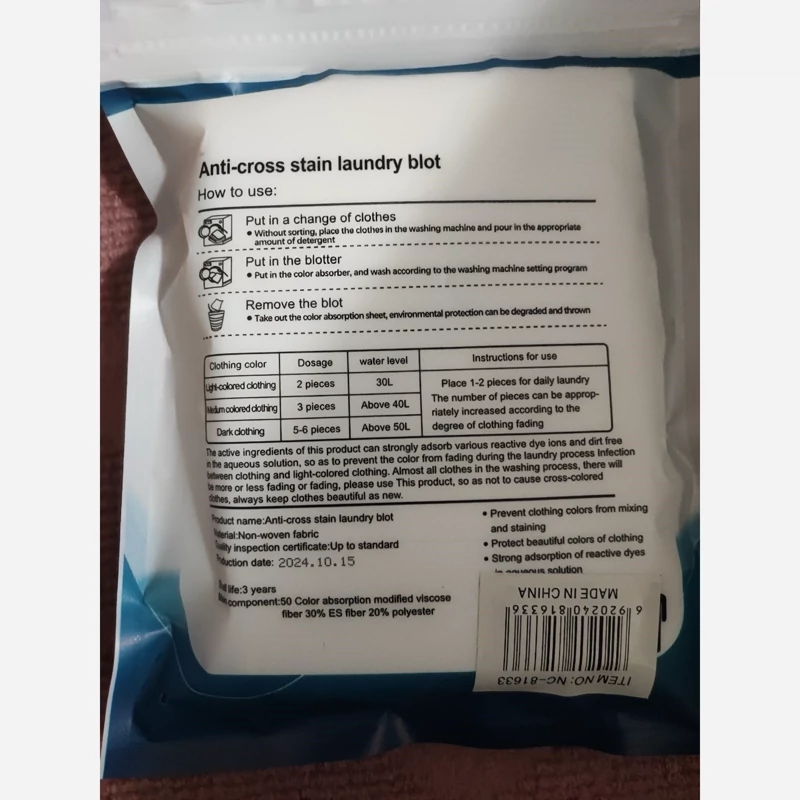 Anti-cross stain laundry blot
How to use:
Put in a change of clothes
• Without sorting, place the clothes in the washing machine and pour in the appropriate
amount of detergent
Put in the blotter
• Put in the color absorber, and wash according to the washing machine setting program
Remove the blot
• Take out the color absorption sheet, environmental protection can be degraded and thrown
Clothing color Dosage water level Instructions for use
Light-colored clothing 2 pieces 30L
Medium colored clothing 3 pieces Above 40L
Dark clothing 5-6 pieces Above 50L
Place 1-2 pieces for daily laundry
The number of pieces can be approp-
riately increased according to the
degree of clothing fading
The active ingredients of this product can strongly adsorb various reactive dye ions and dirt free
in the aqueous solution, so as to prevent the color from fading during the laundry process Infection
between clothing and light-colored clothing. Almost all clothes in the washing process, there will
be more or less fading or fading, please use This product, so as not to cause cross-colored
clothes, always keep clothes beautiful as new.
Product name:Anti-cross stain laundry blot
Material:Non-woven fabric
Quality inspection certificate:Up to standard
Production date: 2024.10.15
life:3 years
component:50 Color absorption modified viscose
fiber 30% ES fiber 20% polyester
• Prevent clothing colors from mixing
and staining
• Protect beautiful colors of clothing
• Strong adsorption of reactive dyes
in aqueous solution
ITEM NO: NC-81633
6 920240 816336
MADE IN CHINA